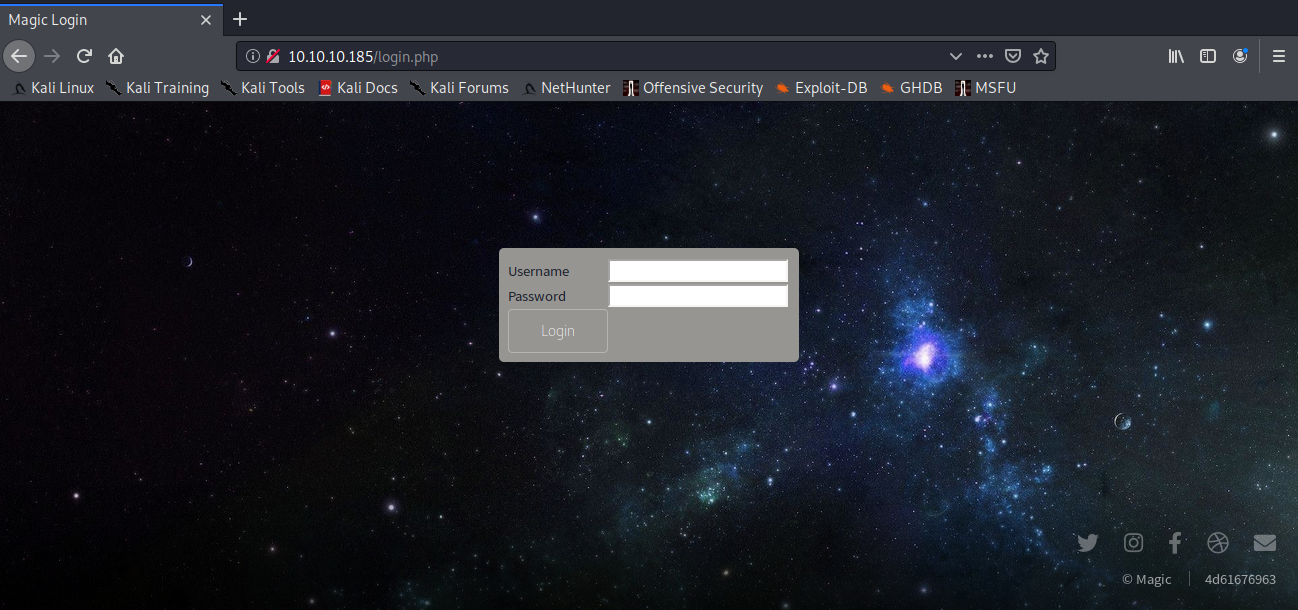 Magic Login
10.10.10.185/login.php
Kali Linux Kali Training Kali Tools Kali Docs Kali Forums NetHunter Offensive Security Exploit-DB GHDB MSFU
Username
Password
Login
© Magic | 4d61676963